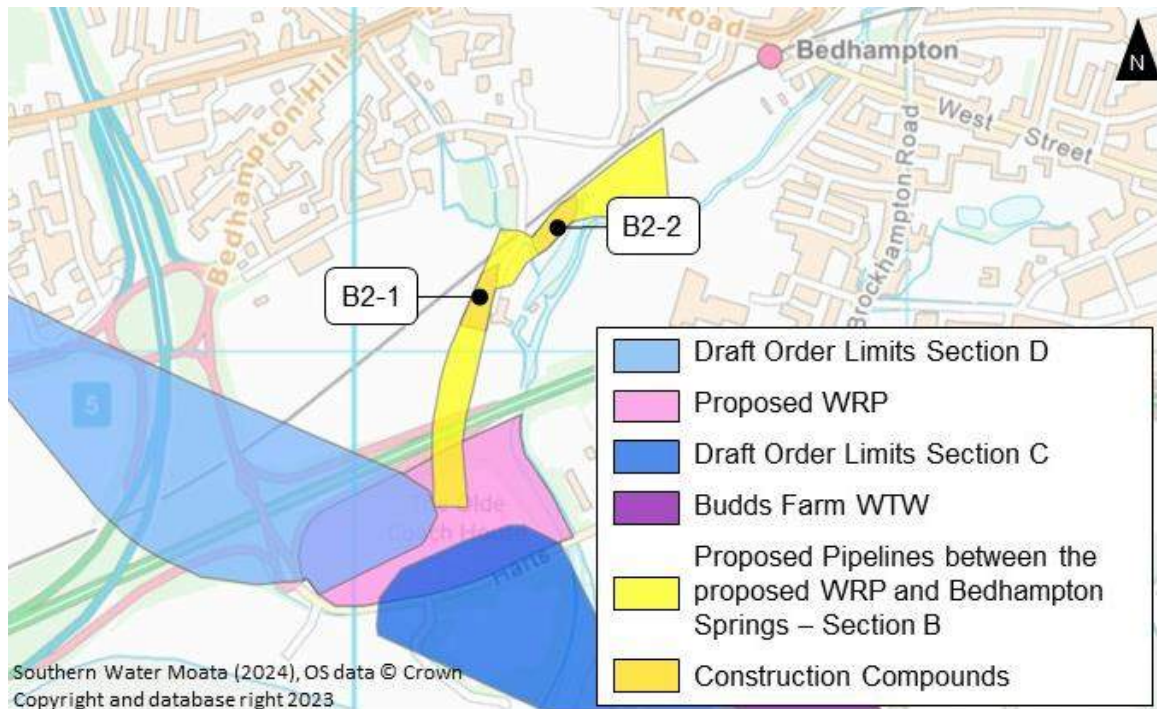 Road
Bedhampton
N
Bedhampton Hill
West Street
Brockhampton Road
B2-2
B2-1
5
Harts
Draft Order Limits Section D
Proposed WRP
Draft Order Limits Section C
Budds Farm WTW
Proposed Pipelines between the
proposed WRP and Bedhampton
Springs – Section B
Construction Compounds
Southern Water Moata (2024), OS data © Crown
Copyright and database right 2023